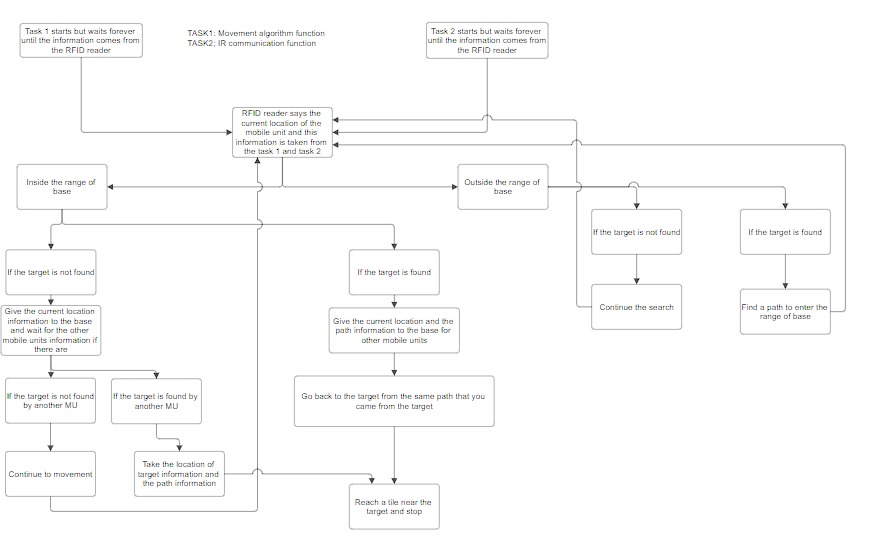 Task 1 starts but waits forever
until the information comes from
the RFID reader
TASK1: Movement algorithm function
TASK2; IR communication function
Task 2 starts but waits forever
until the information comes from
the RFID reader
RFID reader says the
current location of the
mobile unit and this
information is taken from
the task 1 and task 2
Inside the range of
base
Outside the range of
base
If the target is not found
If the target is found
If the target is not found
If the target is found
Continue the search
Find a path to enter the
range of base
Give the current location
information to the base
and wait for the other
mobile units information if
there are
Give the current location and the
path information to the base for
other mobile units
If the target is not found
by another MU
If the target is found by
another MU
Go back to the target from the same path that you
came from the target
Continue to movement
Take the location of
target information and
the path information
Reach a tile near the
target and stop